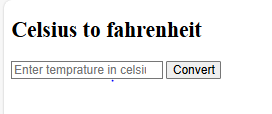 Celsius to fahrenheit
Enter temprature in celsi Convert